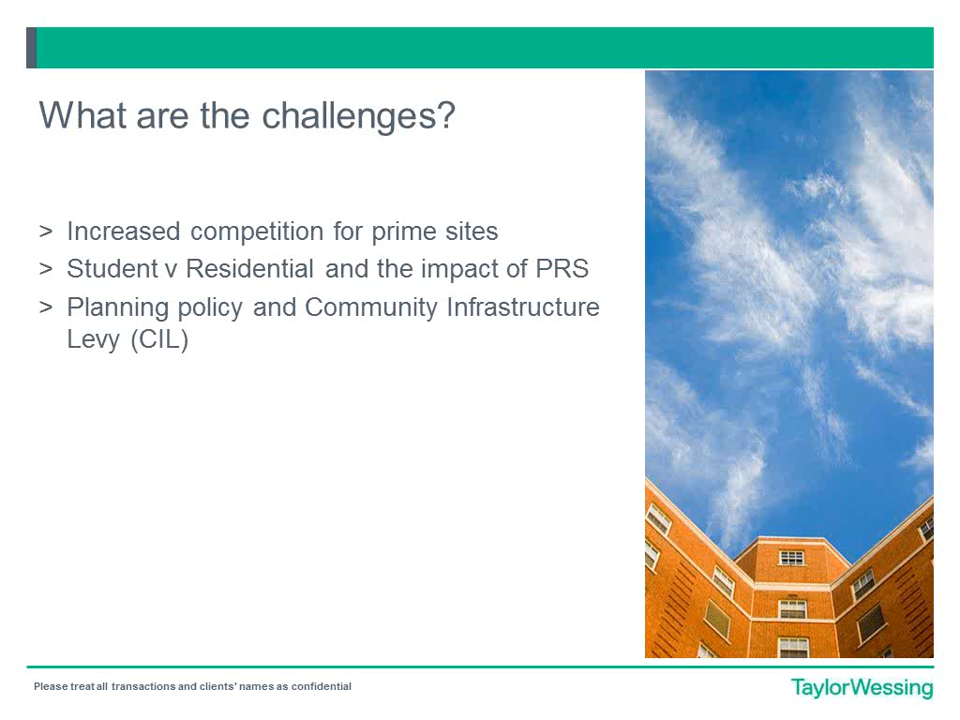 What are the challenges?
> Increased competition for prime sites
> Student v Residential and the impact of PRS
> Planning policy and Community Infrastructure
Levy (CIL)
Please treat all transactions and clients' names as confidential
TaylorWessing